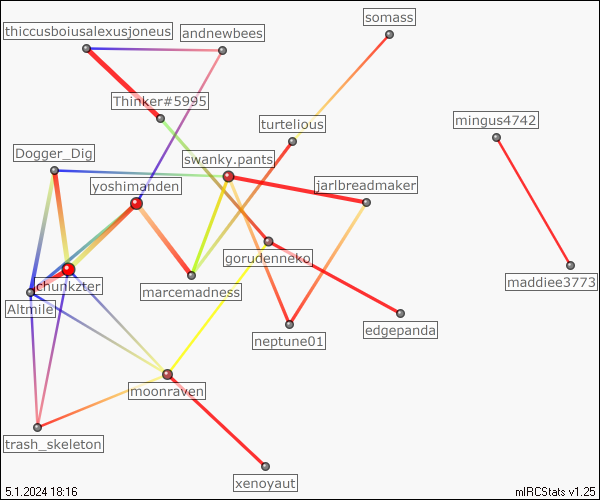 somass
thiccusboiusalexusjoneus
andnewbees
Thinker#5995
mingus4742
turtelious
Dogger_Dig
swanky.pants
yoshimanden
jarlbreadmaker
gorudenneko
chunkzter
maddiee3773
marcemadness
Altmile
edgepanda
neptune01
moonraven
trash_skeleton
xenoyaut
5.1.2024 18:16
mIRCStats v1.25